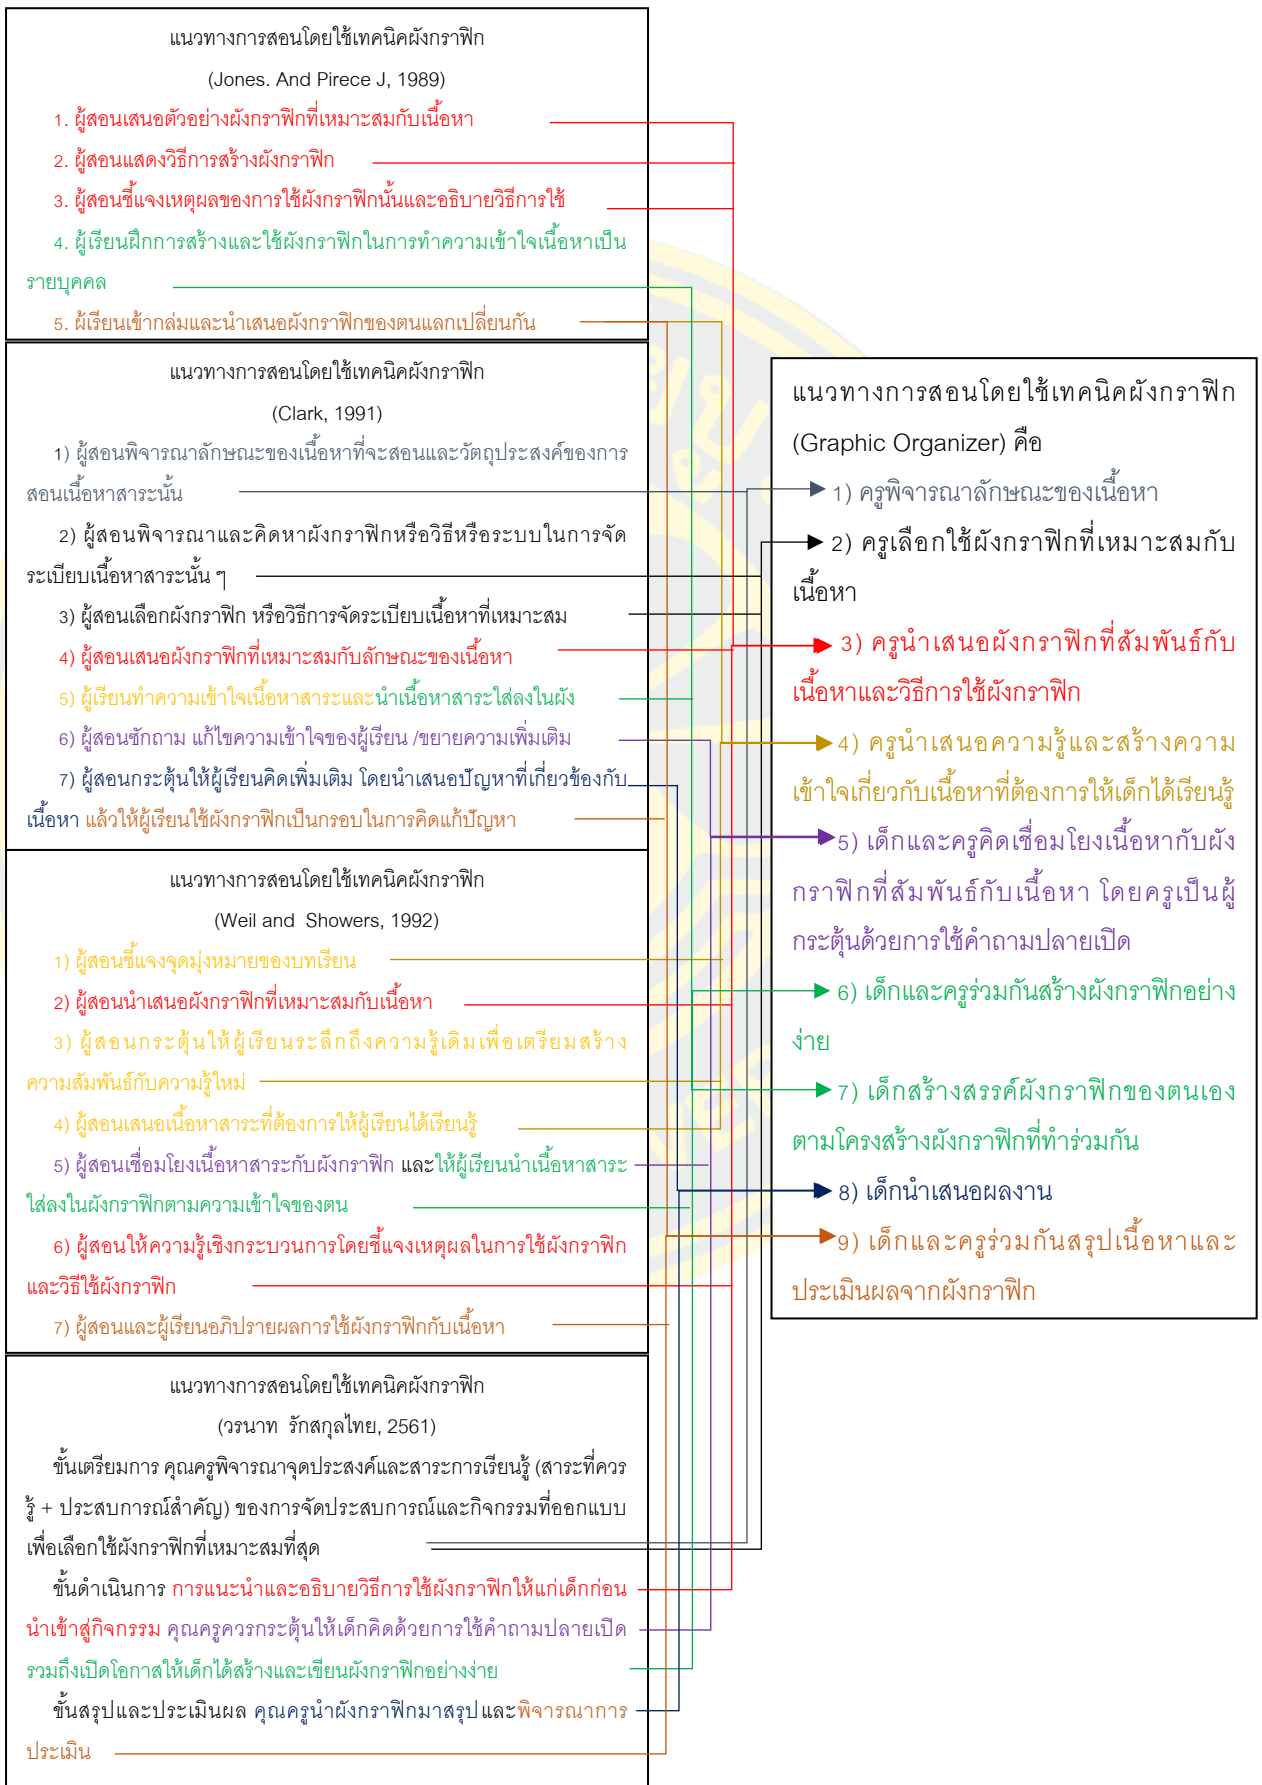 แนวทางการสอนโดยใช้เทคนิคผังกราฟิก
(Jones. And Pirece J, 1989)
1. ผู้สอนเสนอตัวอย่างผังกราฟิกที่เหมาะสมกับเนื้อหา
2. ผู้สอนแสดงวิธีการสร้างผังกราฟิก
3. ผู้สอนชี้แจงเหตุผลของการใช้ผังกราฟิกนั้นและอธิบายวิธีการใช้
4. ผู้เรียนฝึกการสร้างและใช้ผังกราฟิกในการทำความเข้าใจเนื้อหาเป็น
รายบุคคล
5. ผู้เรียนเข้ากลุ่มและนำเสนอผังกราฟิกของตนแลกเปลี่ยนกัน
แนวทางการสอนโดยใช้เทคนิคผังกราฟิก
(Clark, 1991)
1) ผู้สอนพิจารณาลักษณะของเนื้อหาที่จะสอนและวัตถุประสงค์ของการ
สอนเนื้อหาสาระนั้น
2) ผู้สอนพิจารณาและคิดหาผังกราฟิกหรือวิธีหรือระบบในการจัด
ระเบียบเนื้อหาสาระนั้น ๆ
3) ผู้สอนเลือกผังกราฟิก หรือวิธีการจัดระเบียบเนื้อหาที่เหมาะสม
4) ผู้สอนเสนอผังกราฟิกที่เหมาะสมกับลักษณะของเนื้อหา
5) ผู้เรียนทำความเข้าใจเนื้อหาสาระและนำเนื้อหาสาระใส่ลงในผัง
6) ผู้สอนซักถาม แก้ไขความเข้าใจของผู้เรียน /ขยายความเพิ่มเติม
7) ผู้สอนกระตุ้นให้ผู้เรียนคิดเพิ่มเติม โดยนำเสนอปัญหาที่เกี่ยวข้องกับ
เนื้อหา แล้วให้ผู้เรียนใช้ผังกราฟิกเป็นกรอบในการคิดแก้ปัญหา
แนวทางการสอนโดยใช้เทคนิคผังกราฟิก
(Weil and Showers, 1992)
1) ผู้สอนชี้แจงจุดมุ่งหมายของบทเรียน
2) ผู้สอนนำเสนอผังกราฟิกที่เหมาะสมกับเนื้อหา
3) ผู้สอนกระตุ้นให้ผู้เรียนระลึกถึงความรู้เดิมเพื่อเตรียมสร้าง
ความสัมพันธ์กับความรู้ใหม่
4) ผู้สอนเสนอเนื้อหาสาระที่ต้องการให้ผู้เรียนได้เรียนรู้
5) ผู้สอนเชื่อมโยงเนื้อหาสาระกับผังกราฟิก และให้ผู้เรียนนำเนื้อหาสาระ
ใส่ลงในผังกราฟิกตามความเข้าใจของตน
6) ผู้สอนให้ความรู้เชิงกระบวนการโดยชี้แจงเหตุผลในการใช้ผังกราฟิก
และวิธีใช้ผังกราฟิก
7) ผู้สอนและผู้เรียนอภิปรายผลการใช้ผังกราฟิกกับเนื้อหา
แนวทางการสอนโดยใช้เทคนิคผังกราฟิก
(วรนาท รักสกุลไทย, 2561)
ขั้นเตรียมการ คุณครูพิจารณาจุดประสงค์และสาระการเรียนรู้ (สาระที่ควร
รู้ + ประสบการณ์สำคัญ) ของการจัดประสบการณ์และกิจกรรมที่ออกแบบ
เพื่อเลือกใช้ผังกราฟิกที่เหมาะสมที่สุด
ขั้นดำเนินการ การแนะนำและอธิบายวิธีการใช้ผังกราฟิกให้แก่เด็กก่อน
นำเข้าสู่กิจกรรม คุณครูควรกระตุ้นให้เด็กคิดด้วยการใช้คำถามปลายเปิด
รวมถึงเปิดโอกาสให้เด็กได้สร้างและเขียนผังกราฟิกอย่างง่าย
ขั้นสรุปและประเมินผล คุณครูนำผังกราฟิกมาสรุปและพิจารณาการ
ประเมิน
แนวทางการสอนโดยใช้เทคนิคผังกราฟิก
(Graphic Organizer) คือ
1) ครูพิจารณาลักษณะของเนื้อหา
2) ครูเลือกใช้ผังกราฟิกที่เหมาะสมกับ
เนื้อหา
3) ครูนำเสนอผังกราฟิกที่สัมพันธ์กับ
เนื้อหาและวิธีการใช้ผังกราฟิก
4) ครูนำเสนอความรู้และสร้างความ
เข้าใจเกี่ยวกับเนื้อหาที่ต้องการให้เด็กได้เรียนรู้
5) เด็กและครูคิดเชื่อมโยงเนื้อหากับผัง
กราฟิกที่สัมพันธ์กับเนื้อหา โดยครูเป็นผู้
กระตุ้นด้วยการใช้คำถามปลายเปิด
6) เด็กและครูร่วมกันสร้างผังกราฟิกอย่าง
ง่าย
7) เด็กสร้างสรรค์ผังกราฟิกของตนเอง
ตามโครงสร้างผังกราฟิกที่ทำร่วมกัน
8) เด็กนำเสนอผลงาน
9) เด็กและครูร่วมกันสรุปเนื้อหาและ
ประเมินผลจากผังกราฟิก